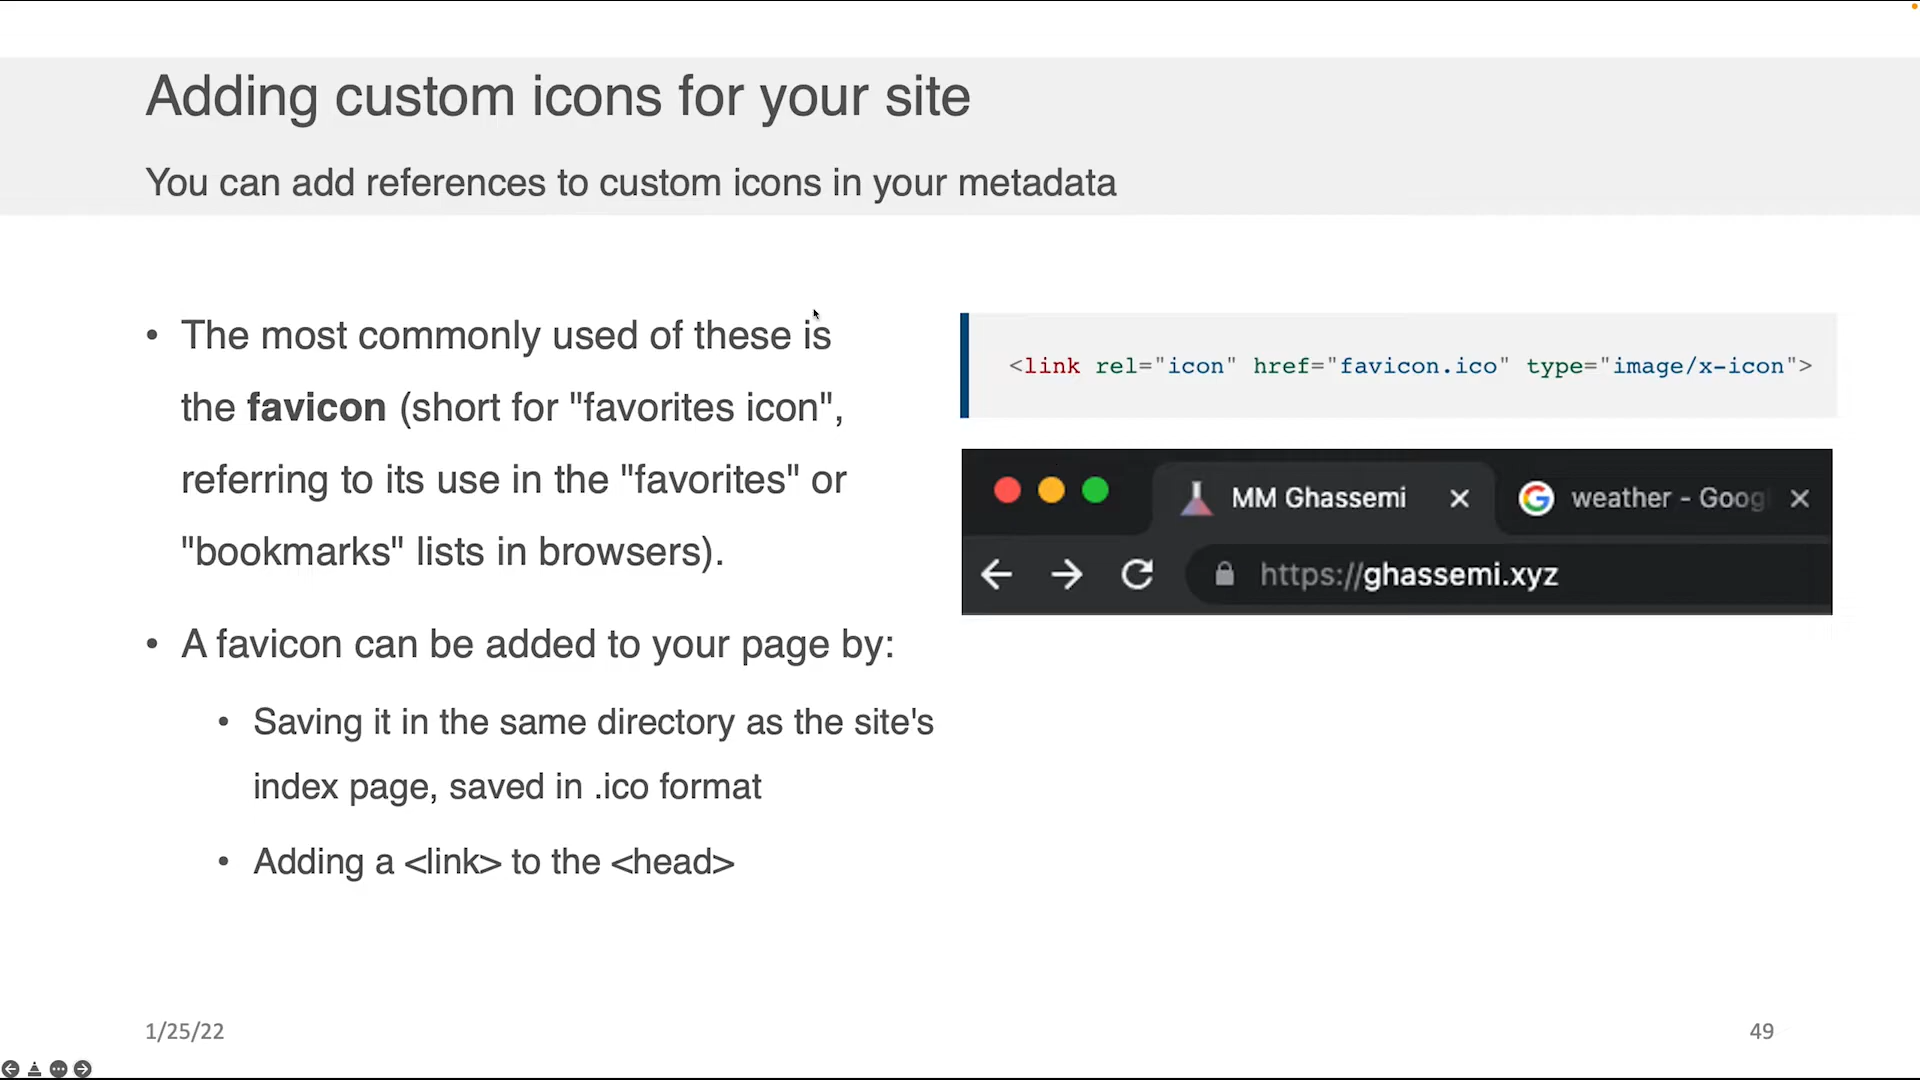 Adding custom icons for your site
You can add references to custom icons in your metadata
• The most commonly used of these is
the favicon (short for "favorites icon",
referring to its use in the "favorites" or
"bookmarks" lists in browsers).
• A favicon can be added to your page by:
• Saving it in the same directory as the site's
index page, saved in .ico format
• Adding a <link> to the <head>
<link rel="icon" href="favicon.ico" type="image/x-icon">
MM Ghassemi
weather - Goog
https://ghassemi.xyz
1/25/22
49